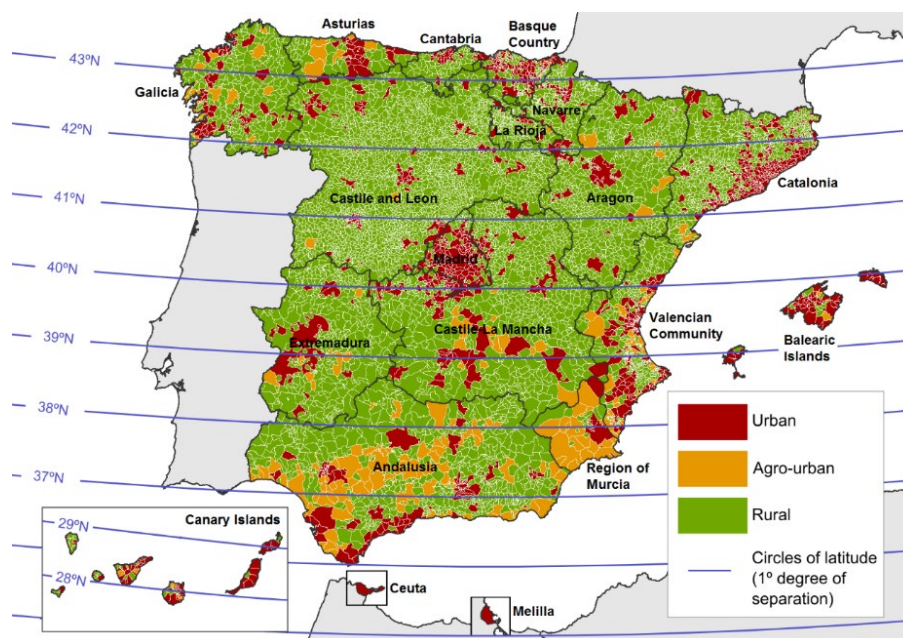 Asturias
Cantabria
Basque
Country
43ºN
Galicia
Navarre
42ºN
La Rioja
Castile and Leon
Aragon
Catalonia
41ºN
Madrid
40ºN
Valencian
Community
Castile-La Mancha
Extremadura
Balearic
Islands
39ºN
38ºN
Andalusia
Region of
Murcia
37ºN
Canary Islands
29ºN
28ºN
Ceuta
Melilla
Urban
Agro-urban
Rural
Circles of latitude
(1º degree of
separation)